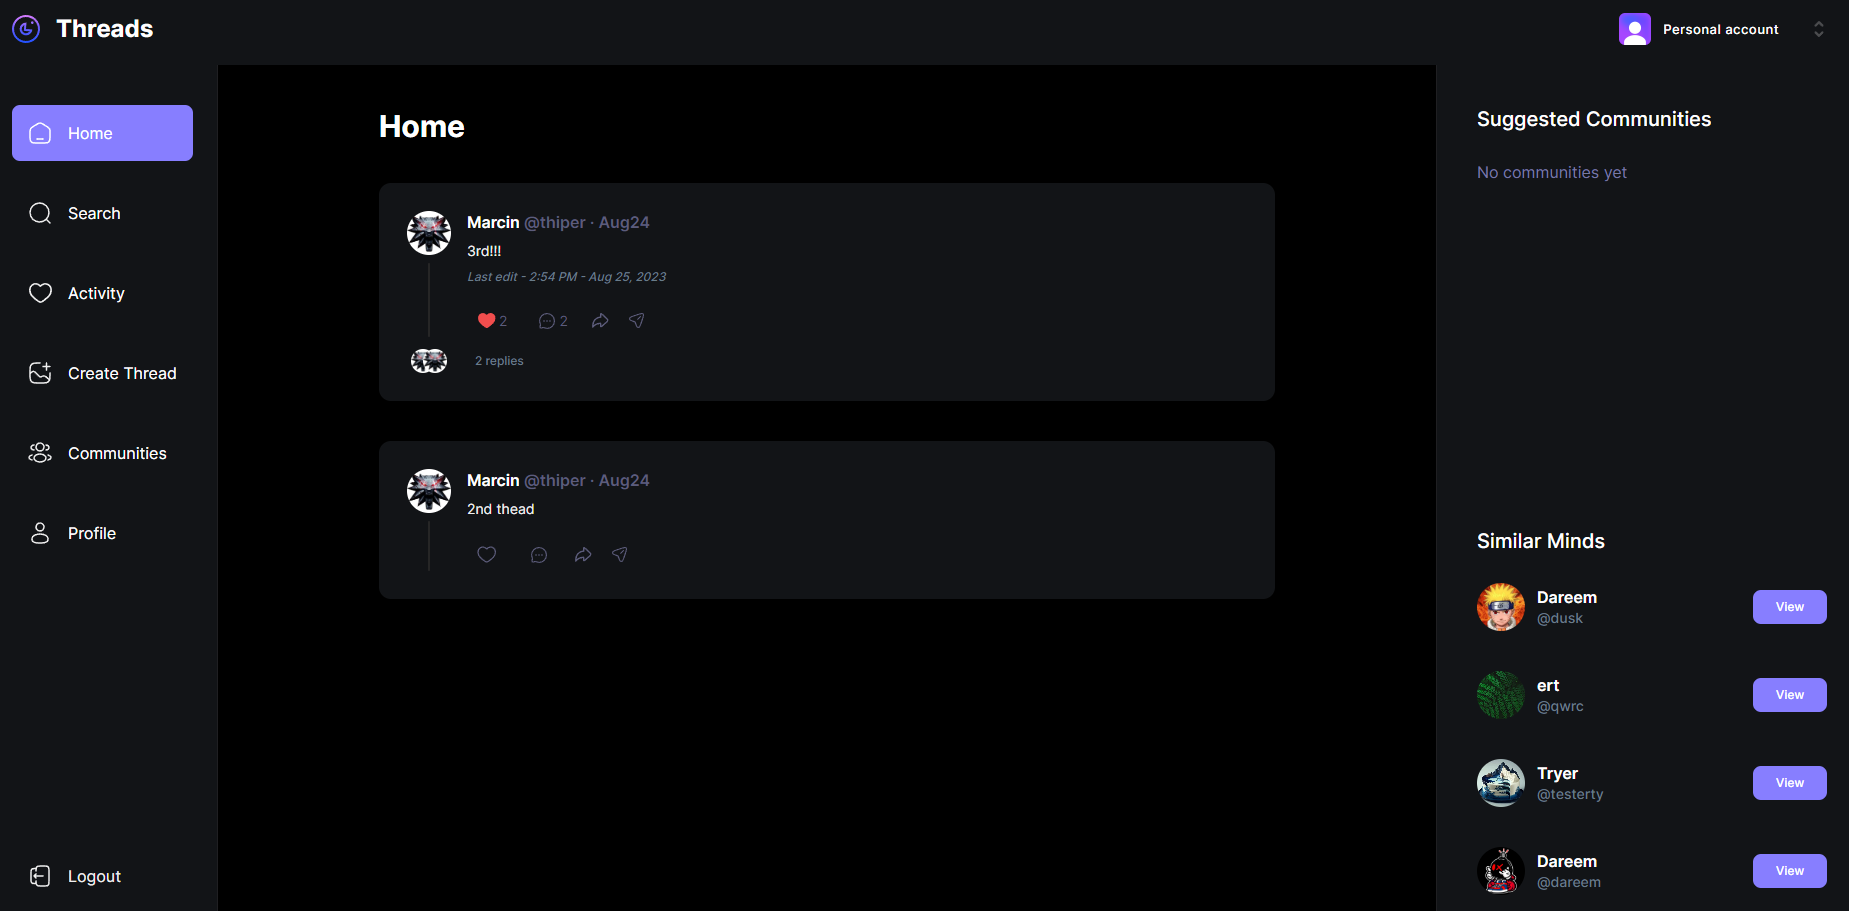 Threads
Personal account
Home
Search
Activity
Create Thread
Communities
Profile
Logout
Home
Marcin @thiper · Aug24
3rd!!!
Last edit - 2:54 PM - Aug 25, 2023
2 2
2 replies
Marcin @thiper · Aug24
2nd thead
Suggested Communities
No communities yet
Similar Minds
Dareem
@dusk
View
ert
@qwrc
View
Tryer
@testerty
View
Dareem
@dareem
View